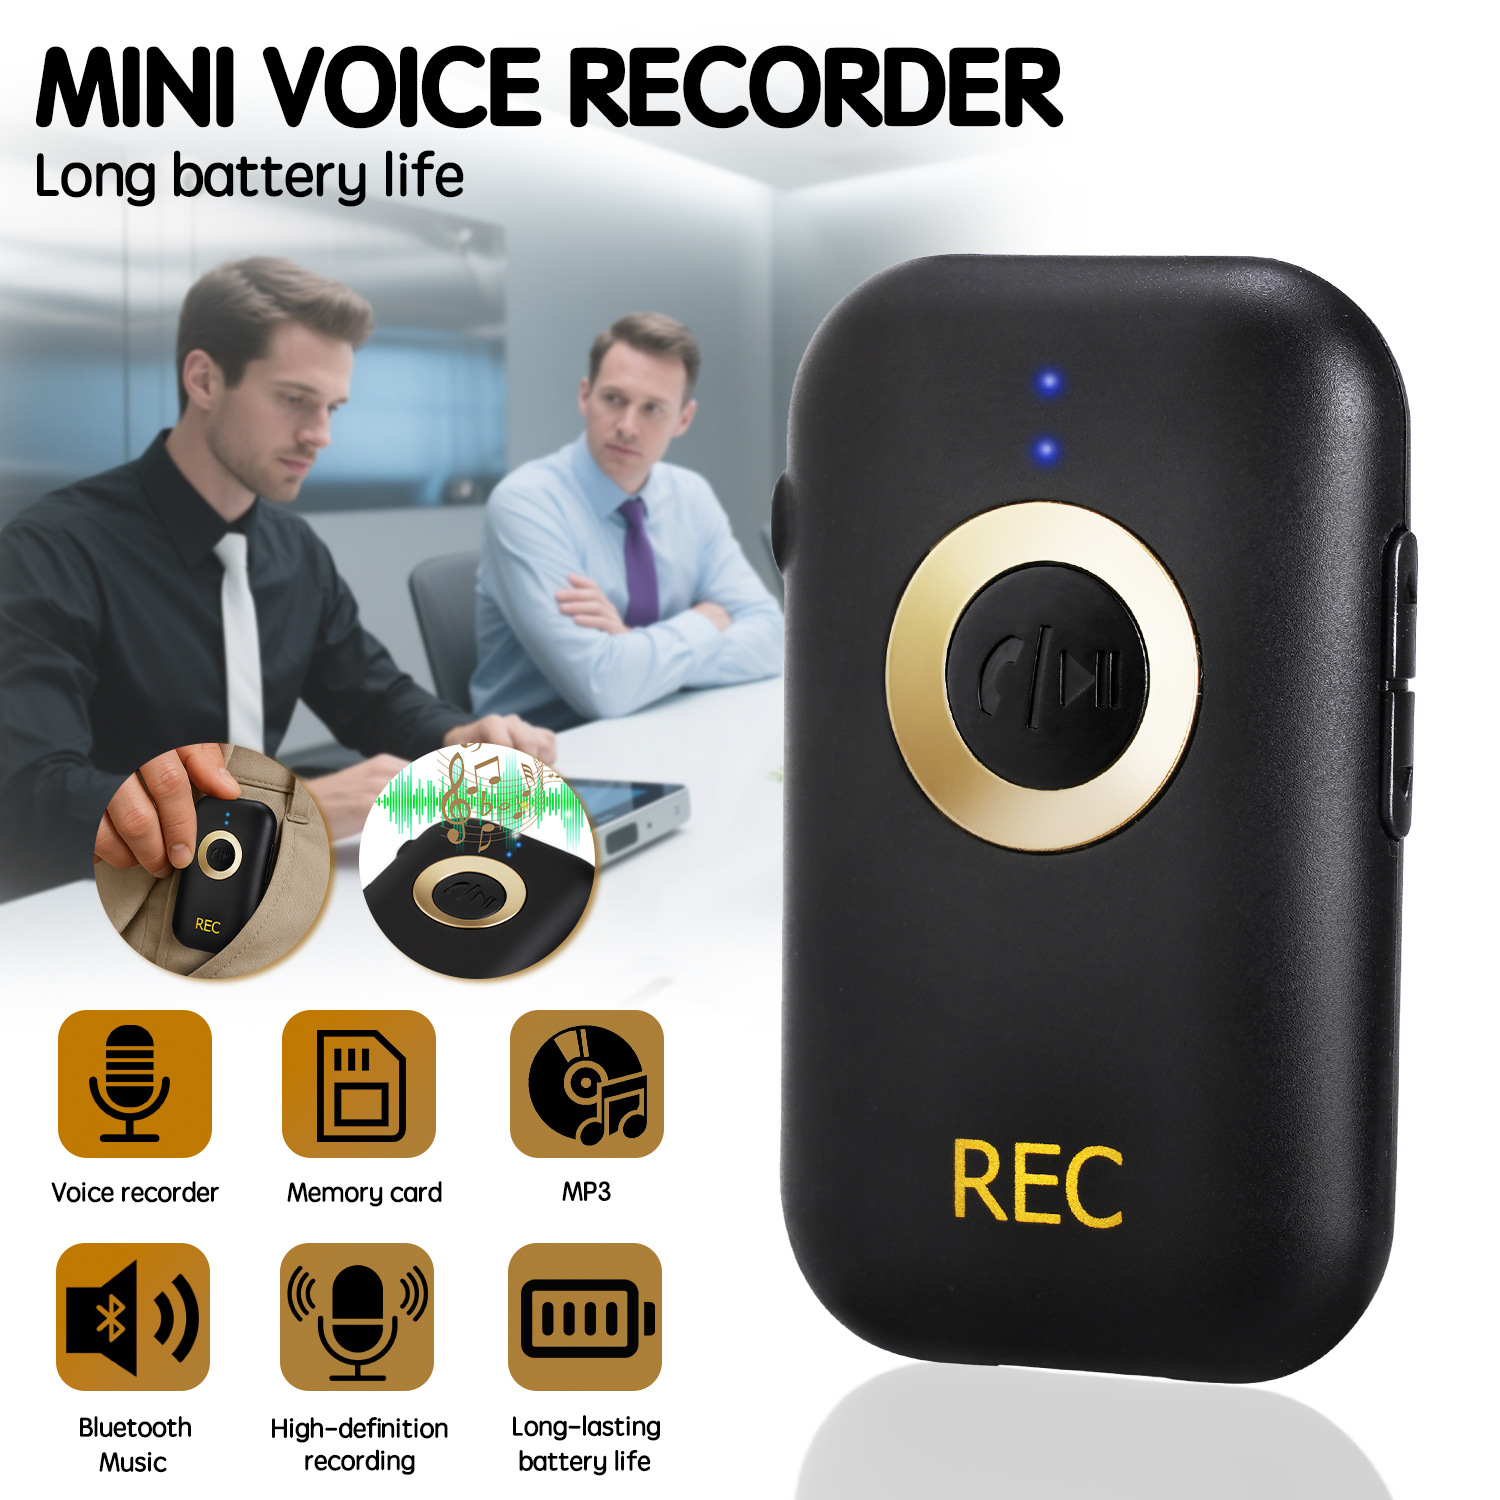 MINI VOICE RECORDER
Long battery life
REC
REC
Voice recorder
Memory card
MP3
Bluetooth
Music
High-definition
recording
Long-lasting
battery life